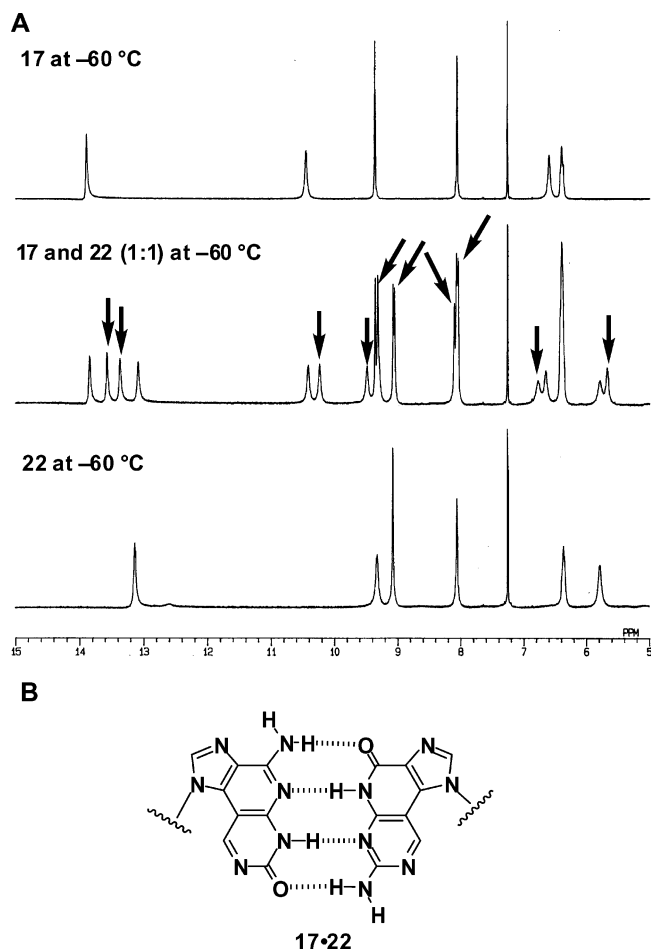 A
17 at –60 °C
17 and 22 (1:1) at –60 °C
22 at –60 °C
15 14 13 12 11 10 9 8 7 6 5
PPM
B
H
N–H O N
N N
N N H–N N
N–H N
N N
O H–N
H
17•22